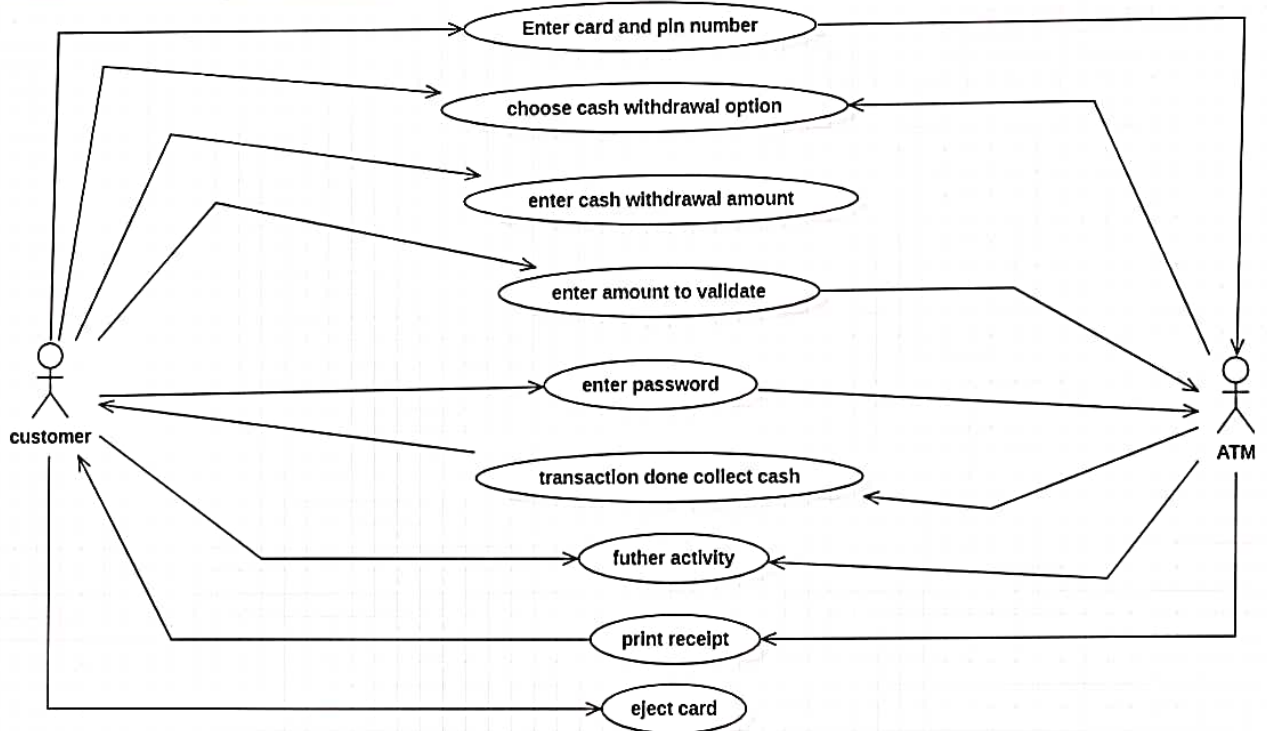 Enter card and pin number
choose cash withdrawal option
enter cash withdrawal amount
enter amount to validate
enter password
customer
ATM
transaction done collect cash
futher activity
print receipt
eject card